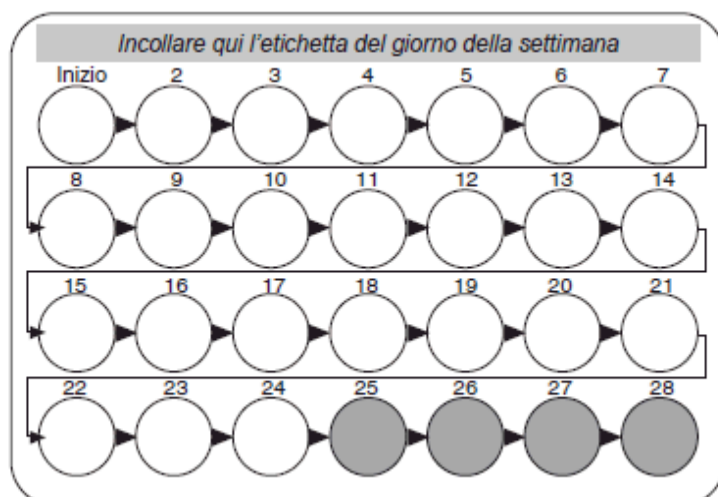 Incollare qui l'etichetta del giorno della settimana
Inizio 2 3 4 5 6 7
8 9 10 11 12 13 14
15 16 17 18 19 20 21
22 23 24 25 26 27 28